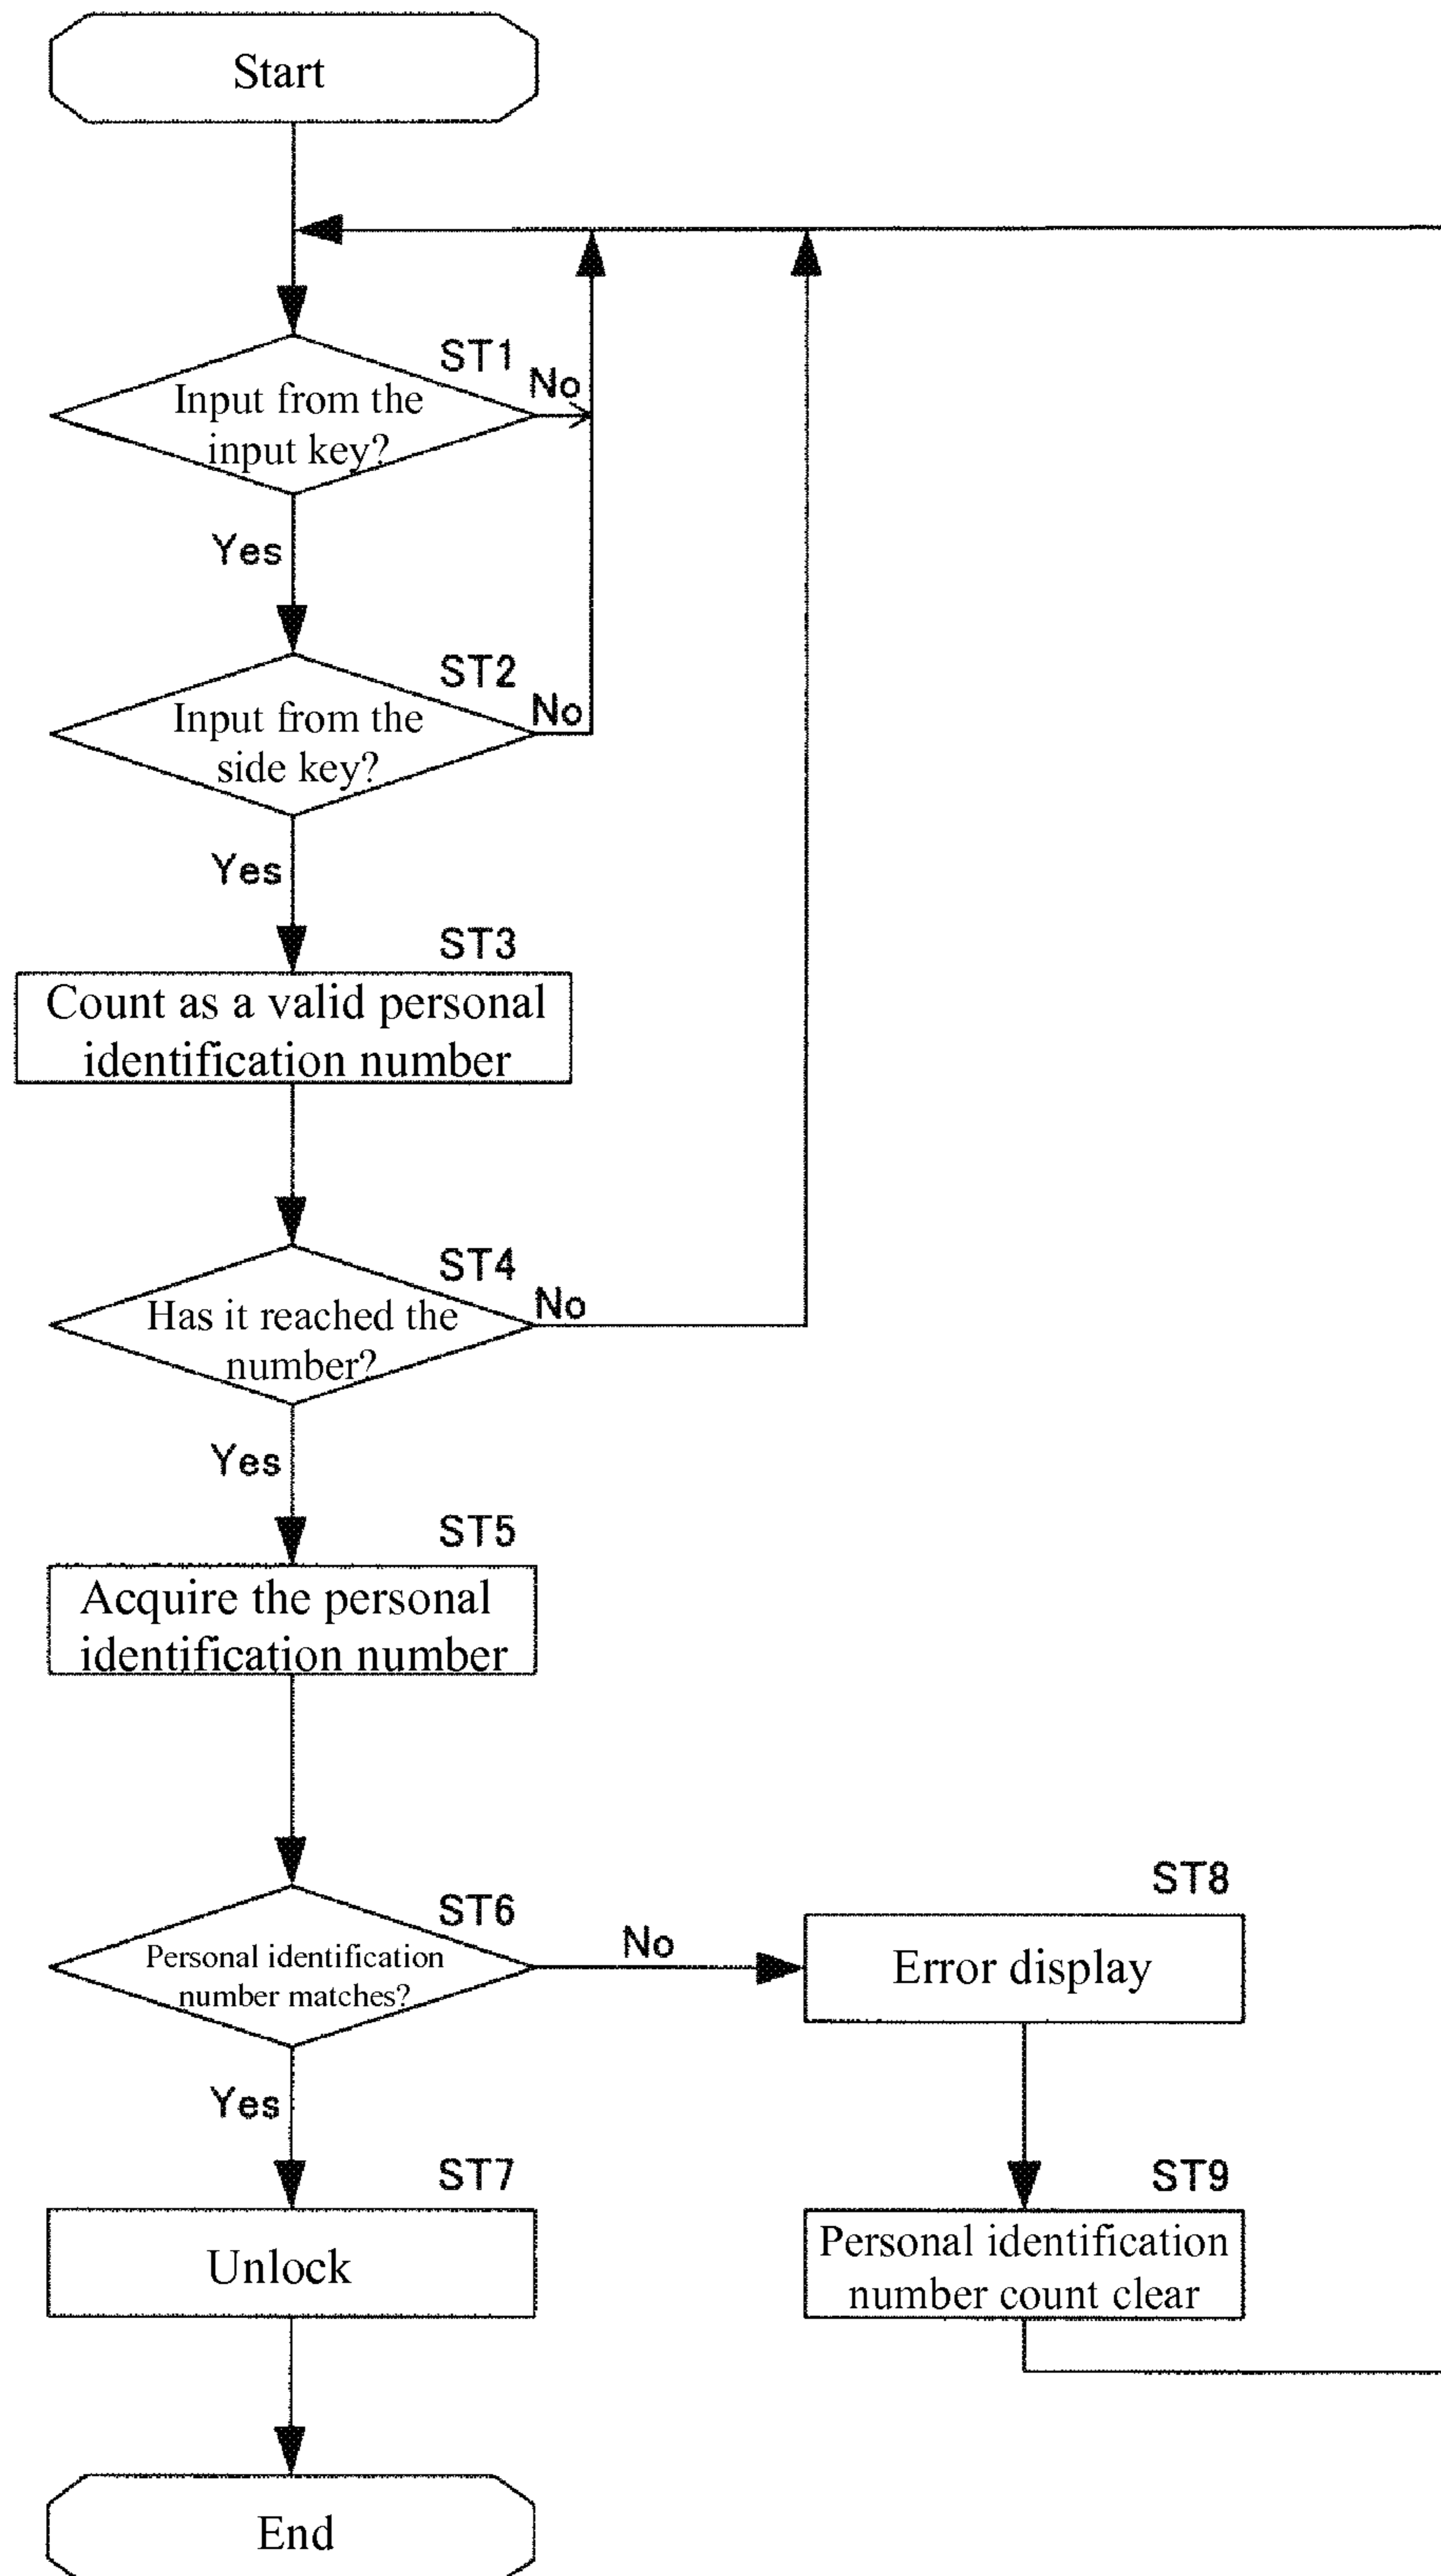 Start
ST1
No
Input from the
input key?
Yes
ST2
No
Input from the
side key?
Yes
ST3
Count as a valid personal
identification number
ST4
No
Has it reached the
number?
Yes
ST5
Acquire the personal
identification number
ST6
No
Personal identification
number matches?
ST8
Error display
Yes
ST7
Unlock
ST9
Personal identification
number count clear
End